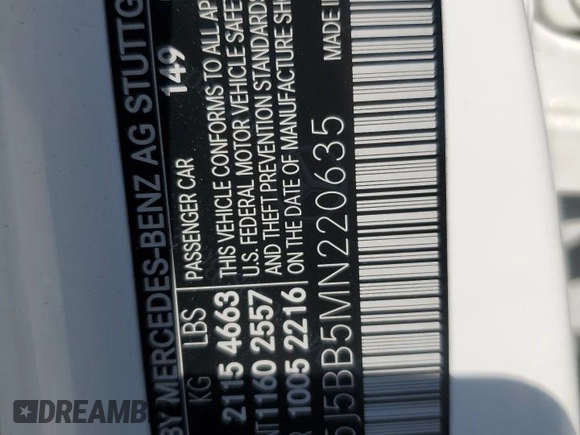 BY MERCEDES-BENZ AG STUTTG
149
KG LBS PASSENGER CAR
2115 4663 THIS VEHICLE CONFORMS TO ALL AP
1160 2557 U.S. FEDERAL MOTOR VEHICLE SAFE
AND THEFT PREVENTION STANDARDS
1005 2216 ON THE DATE OF MANUFACTURE SH
5J5BB5MN220635 MADE IN
DIRECTAUCTION